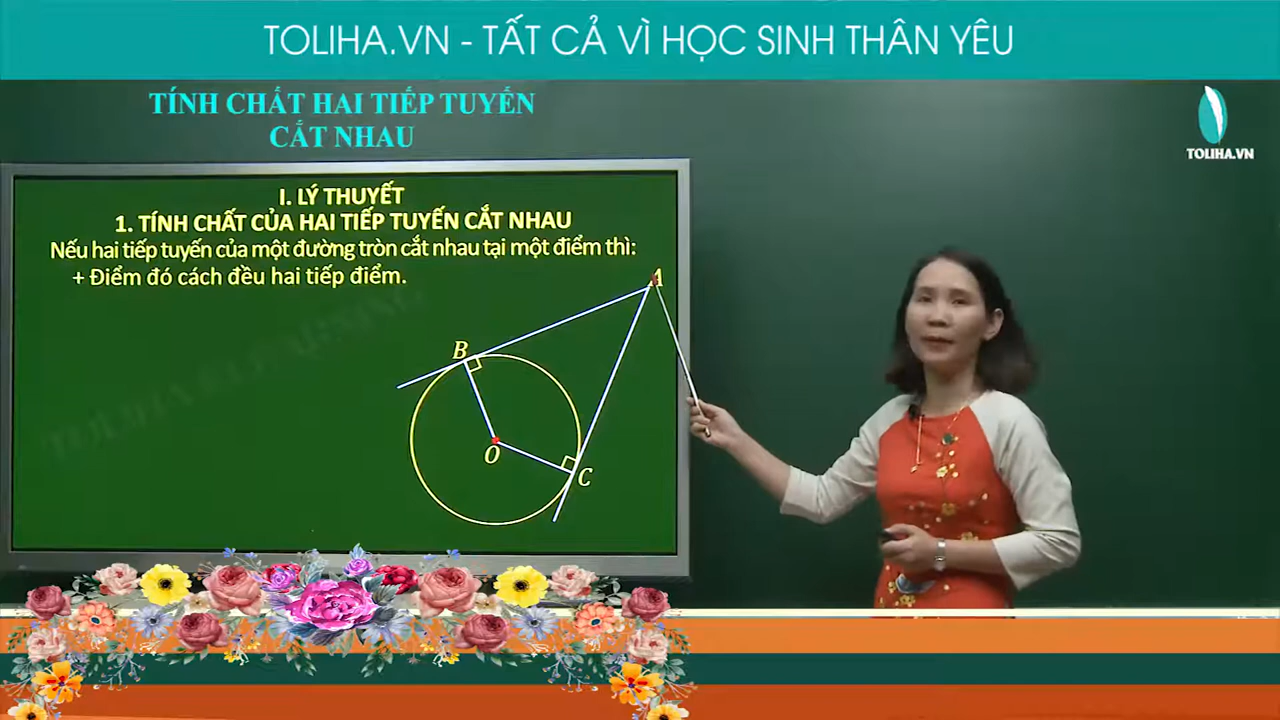 TOLIHA.VN - TẤT CẢ VÌ HỌC SINH THÂN YÊU
TÍNH CHẤT HAI TIẾP TUYẾN
CẮT NHAU
TOLIHA.VN
I. LÝ THUYẾT
1. TÍNH CHẤT CỦA HAI TIẾP TUYẾN CẮT NHAU
Nếu hai tiếp tuyến của một đường tròn cắt nhau tại một điểm thì:
+ Điểm đó cách đều hai tiếp điểm.
A
B
O
C